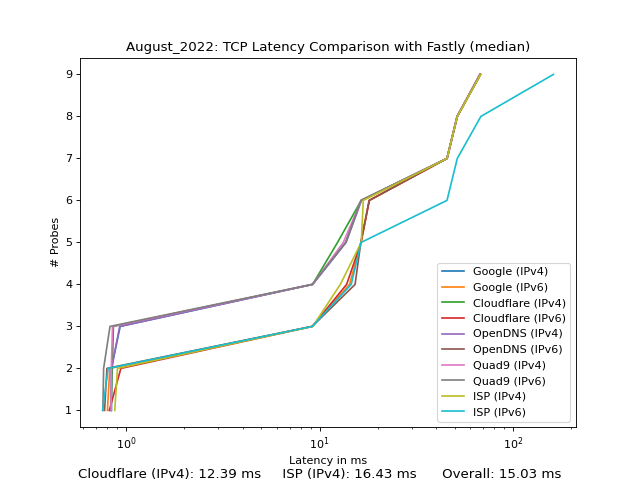 August_2022: TCP Latency Comparison with Fastly (median)
9
8
7
6
5
4
3
2
1
# Probes
Google (IPv4)
Google (IPv6)
Cloudflare (IPv4)
Cloudflare (IPv6)
OpenDNS (IPv4)
OpenDNS (IPv6)
Quad9 (IPv4)
Quad9 (IPv6)
ISP (IPv4)
ISP (IPv6)
10⁰ 10¹ 10²
Latency in ms
Cloudflare (IPv4): 12.39 ms ISP (IPv4): 16.43 ms Overall: 15.03 ms